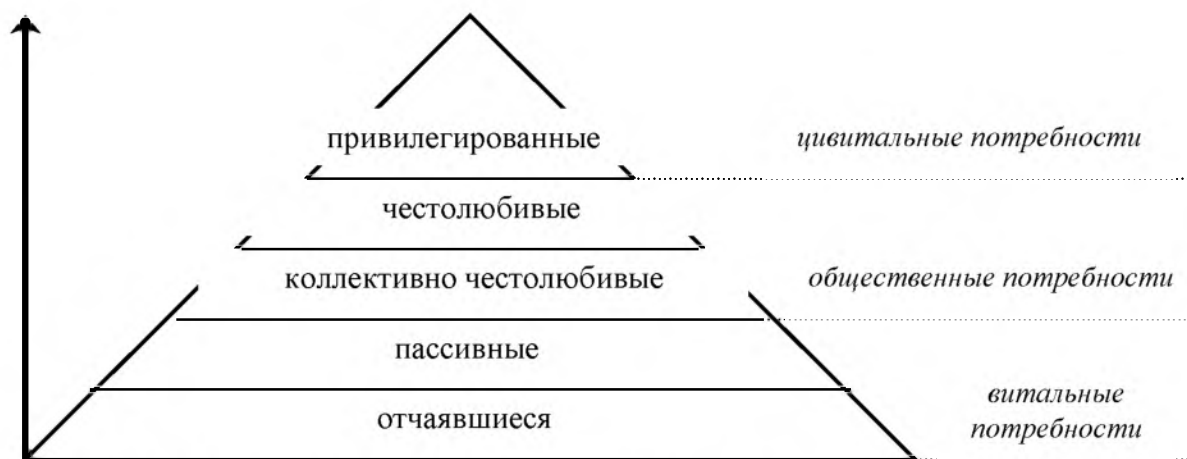 привилегированные
цивитальные потребности
честолюбивые
коллективно честолюбивые
общественные потребности
пассивные
отчаявшиеся
витальные
потребности